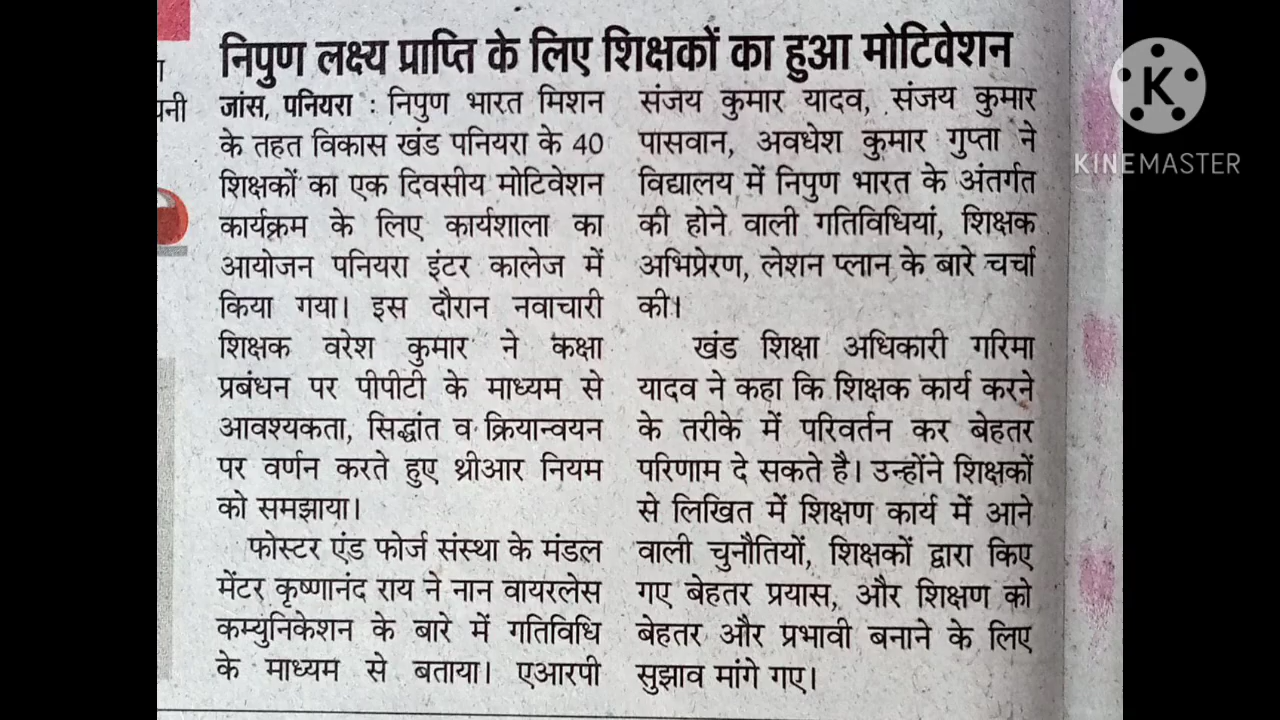 निपुण लक्ष्य प्राप्ति के लिए शिक्षकों का हुआ मोटिवेशन
जांस, पनियरा : निपुण भारत मिशन
के तहत विकास खंड पनियरा के 40
शिक्षकों का एक दिवसीय मोटिवेशन
कार्यक्रम के लिए कार्यशाला का
आयोजन पनियरा इंटर कालेज में
किया गया। इस दौरान नवाचारी
शिक्षक वरेश कुमार ने कक्षा
प्रबंधन पर पीपीटी के माध्यम से
आवश्यकता, सिद्धांत व क्रियान्वयन
पर वर्णन करते हुए थ्रीआर नियम
को समझाया।
फोस्टर एंड फोर्ज संस्था के मंडल
मेंटर कृष्णानंद राय ने नान वायरलेस
कम्युनिकेशन के बारे में गतिविधि
के माध्यम से बताया। एआरपी
संजय कुमार यादव, संजय कुमार
पासवान, अवधेश कुमार गुप्ता ने
विद्यालय में निपुण भारत के अंतर्गत
की होने वाली गतिविधियां, शिक्षक
अभिप्रेरण, लेशन प्लान के बारे चर्चा
की।
खंड शिक्षा अधिकारी गरिमा
यादव ने कहा कि शिक्षक कार्य करने
के तरीके में परिवर्तन कर बेहतर
परिणाम दे सकते है। उन्होंने शिक्षकों
से लिखित में शिक्षण कार्य में आने
वाली चुनौतियों, शिक्षकों द्वारा किए
गए बेहतर प्रयास, और शिक्षण को
बेहतर और प्रभावी बनाने के लिए
सुझाव मांगे गए।
K
KINEMASTER